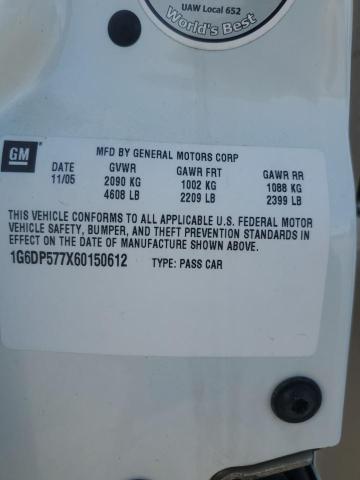 UAW Local 652
World's Best
GM
MFD BY GENERAL MOTORS CORP
DATE GVWR GAWR FRT GAWR RR
11/05 2090 KG 1002 KG 1088 KG
4608 LB 2209 LB 2399 LB
THIS VEHICLE CONFORMS TO ALL APPLICABLE U.S. FEDERAL MOTOR
VEHICLE SAFETY, BUMPER, AND THEFT PREVENTION STANDARDS IN
EFFECT ON THE DATE OF MANUFACTURE SHOWN ABOVE.
1G6DP577X60150612 TYPE: PASS CAR